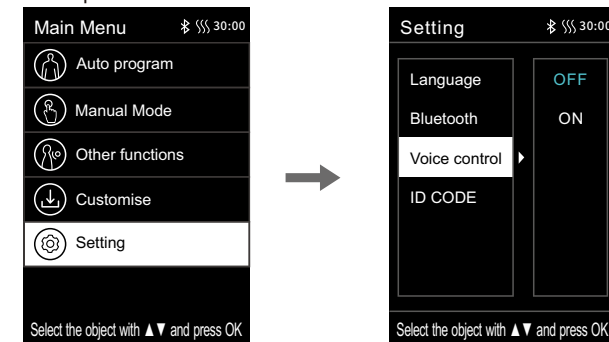 Main Menu 30:00
Auto program
Manual Mode
Other functions
Customise
Setting
Select the object with ▲▼ and press OK
Setting 30:00
Language OFF
Bluetooth ON
Voice control
ID CODE
Select the object with ▲▼ and press OK